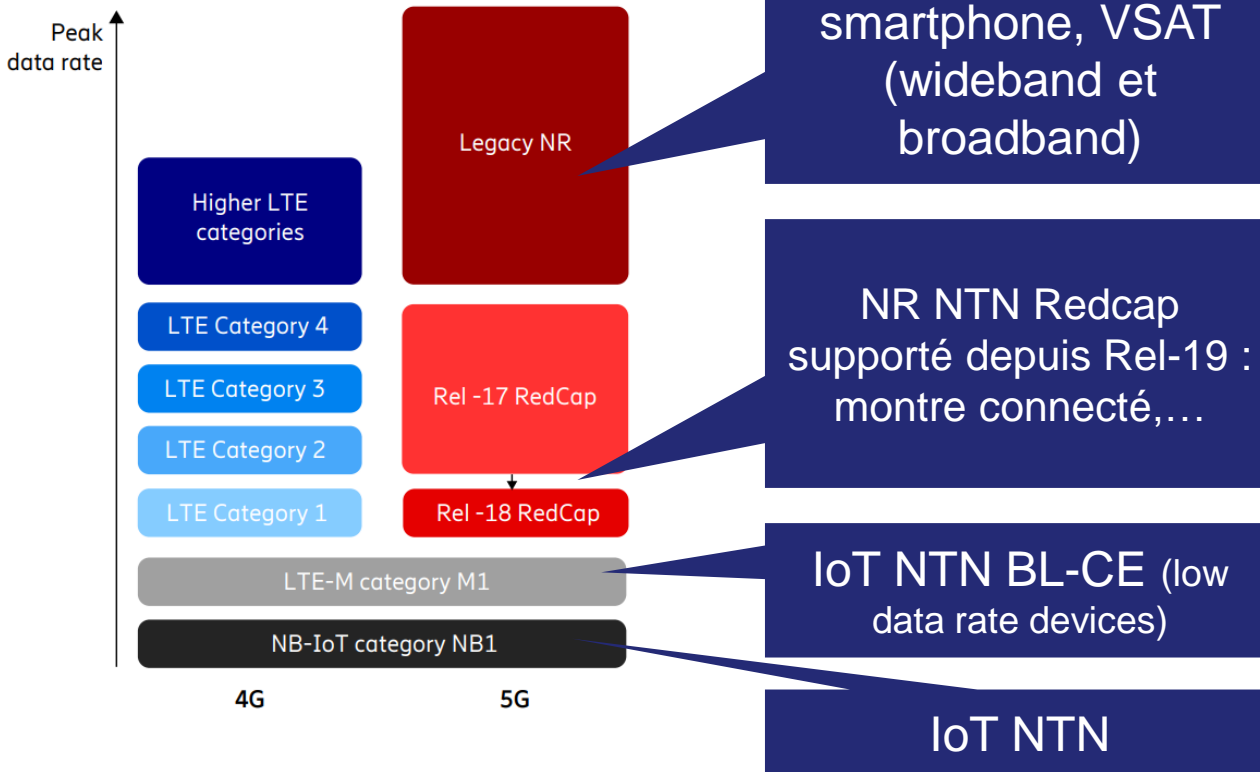 Peak
data rate
Legacy NR
Higher LTE
categories
LTE Category 4
LTE Category 3
LTE Category 2
LTE Category 1
Rel -17 RedCap
Rel -18 RedCap
LTE-M category M1
NB-IoT category NB1
4G
5G
smartphone, VSAT
(wideband et
broadband)
NR NTN Redcap
supporté depuis Rel-19 :
montre connecté,…
IoT NTN BL-CE (low
data rate devices)
IoT NTN